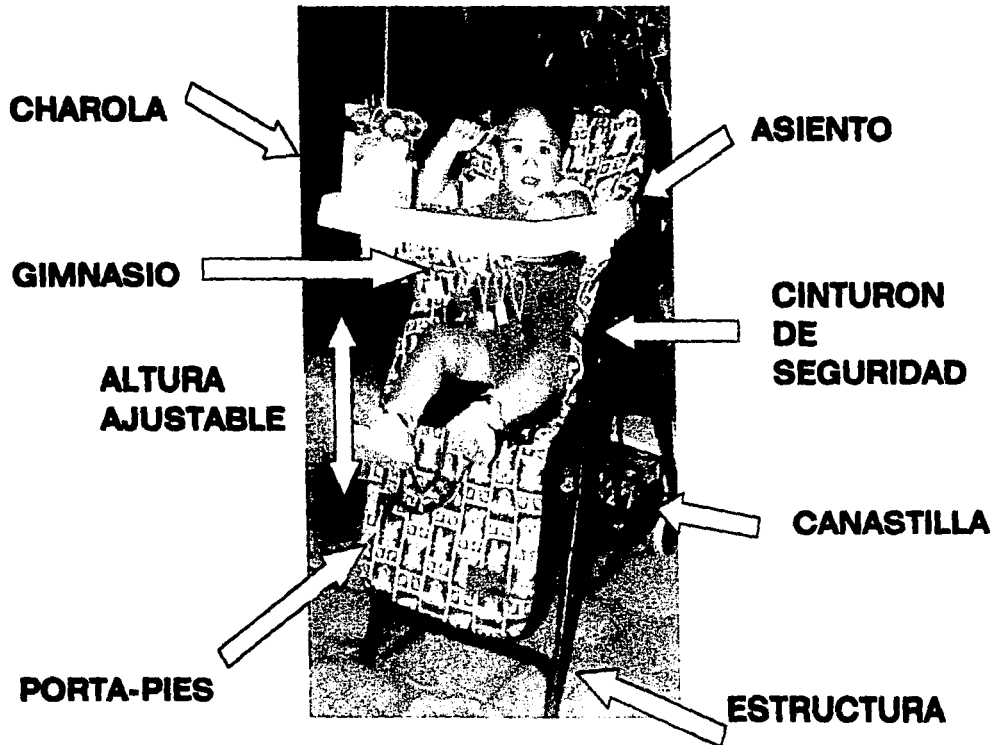 CHAROLA
ASIENTO
GIMNASIO
CINTURON
DE
SEGURIDAD
ALTURA
AJUSTABLE
CANASTILLA
PORTA-PIES
ESTRUCTURA